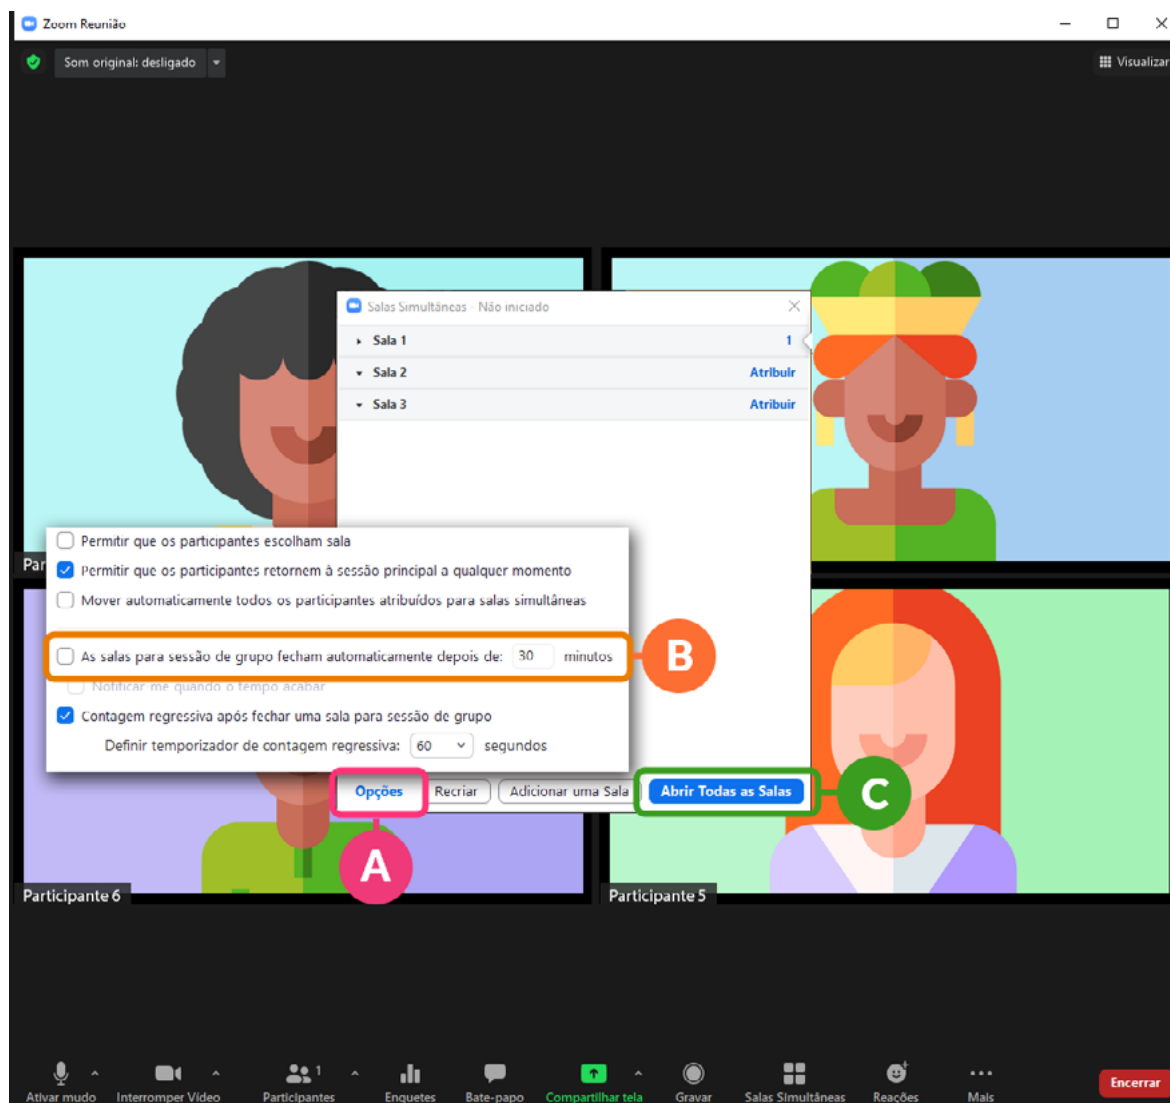 Zoom Reunião
Som original: desligado
Visualizar
Salas Simultâneas - Não iniciado
Sala 1 1
Sala 2 Atribuir
Sala 3 Atribuir
Permitir que os participantes escolham sala
Par
Permitir que os participantes retornem à sessão principal a qualquer momento
Mover automaticamente todos os participantes atribuídos para salas simultâneas
As salas para sessão de grupo fecham automaticamente depois de: 30 minutos
B
Notificar-me quando o tempo acabar
Contagem regressiva após fechar uma sala para sessão de grupo
Definir temporizador de contagem regressiva: 60 segundos
Opções Recriar Adicionar uma Sala Abrir Todas as Salas
C
A
Participante 6
Participante 5
1
Ativar mudo Interromper Vídeo Participantes Enquetes Bate-papo Compartilhar tela Gravar Salas Simultâneas Reações Mais Encerrar